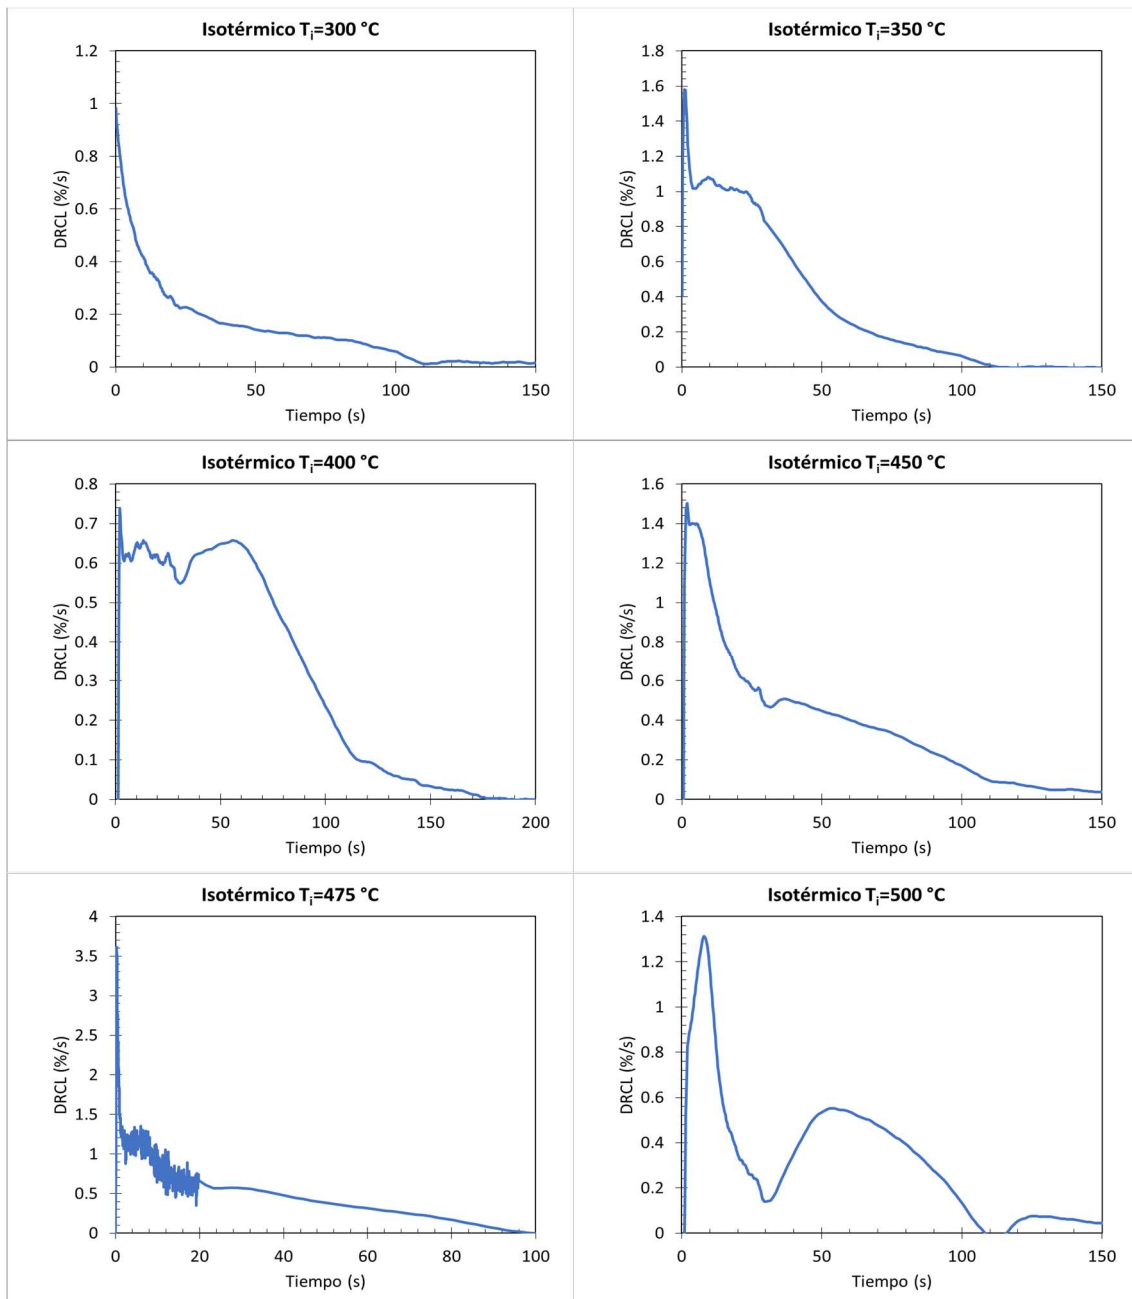 Isotérmico Ti=300 °C
DRCL (%/s)
1.2
1
0.8
0.6
0.4
0.2
0
0 50 100 150
Tiempo (s)
Isotérmico Ti=350 °C
DRCL (%/s)
1.8
1.6
1.4
1.2
1
0.8
0.6
0.4
0.2
0
0 50 100 150
Tiempo (s)
Isotérmico Ti=400 °C
DRCL (%/s)
0.8
0.7
0.6
0.5
0.4
0.3
0.2
0.1
0
0 50 100 150 200
Tiempo (s)
Isotérmico Ti=450 °C
DRCL (%/s)
1.6
1.4
1.2
1
0.8
0.6
0.4
0.2
0
0 50 100 150
Tiempo (s)
Isotérmico Ti=475 °C
DRCL (%/s)
4
3.5
3
2.5
2
1.5
1
0.5
0
0 20 40 60 80 100
Tiempo (s)
Isotérmico Ti=500 °C
DRCL (%/s)
1.4
1.2
1
0.8
0.6
0.4
0.2
0
0 50 100 150
Tiempo (s)